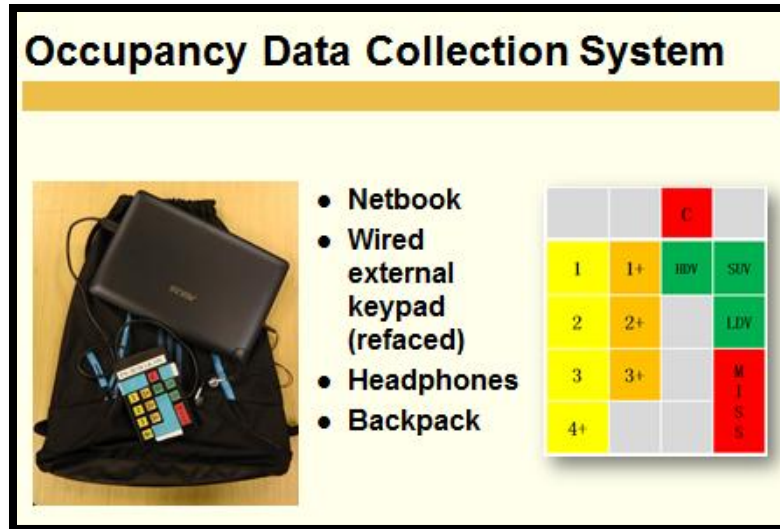 Occupancy Data Collection System
● Netbook
● Wired
external
keypad
(refaced)
● Headphones
● Backpack
C
1 1+ HDV SUV
2 2+ LDV
3 3+
4+
M
I
S
S